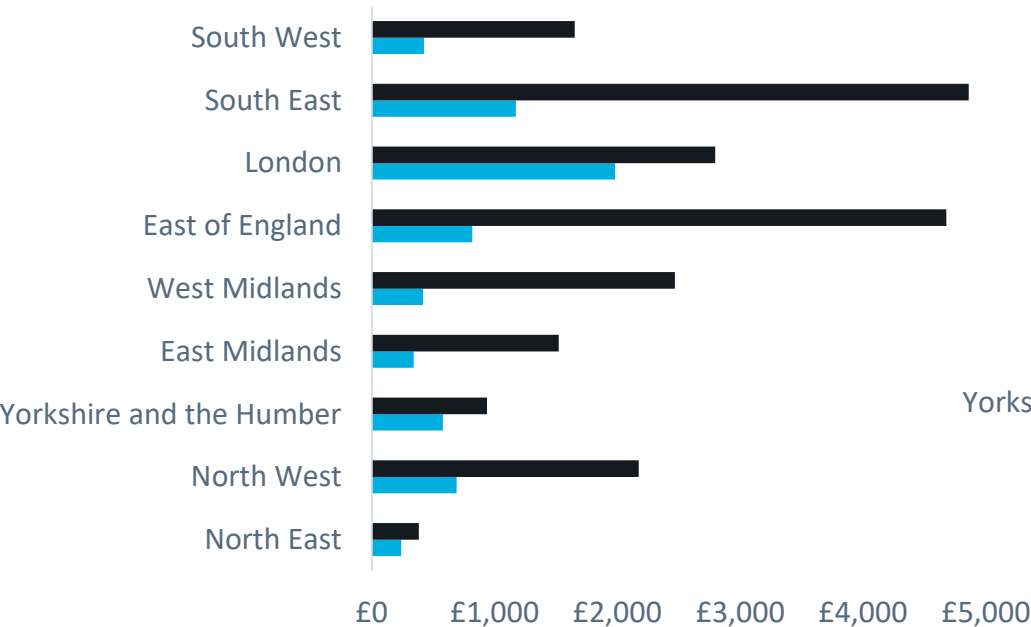 South West
South East
London
East of England
West Midlands
East Midlands
Yorkshire and the Humber
Yorks
North West
North East
£0 £1,000 £2,000 £3,000 £4,000 £5,000